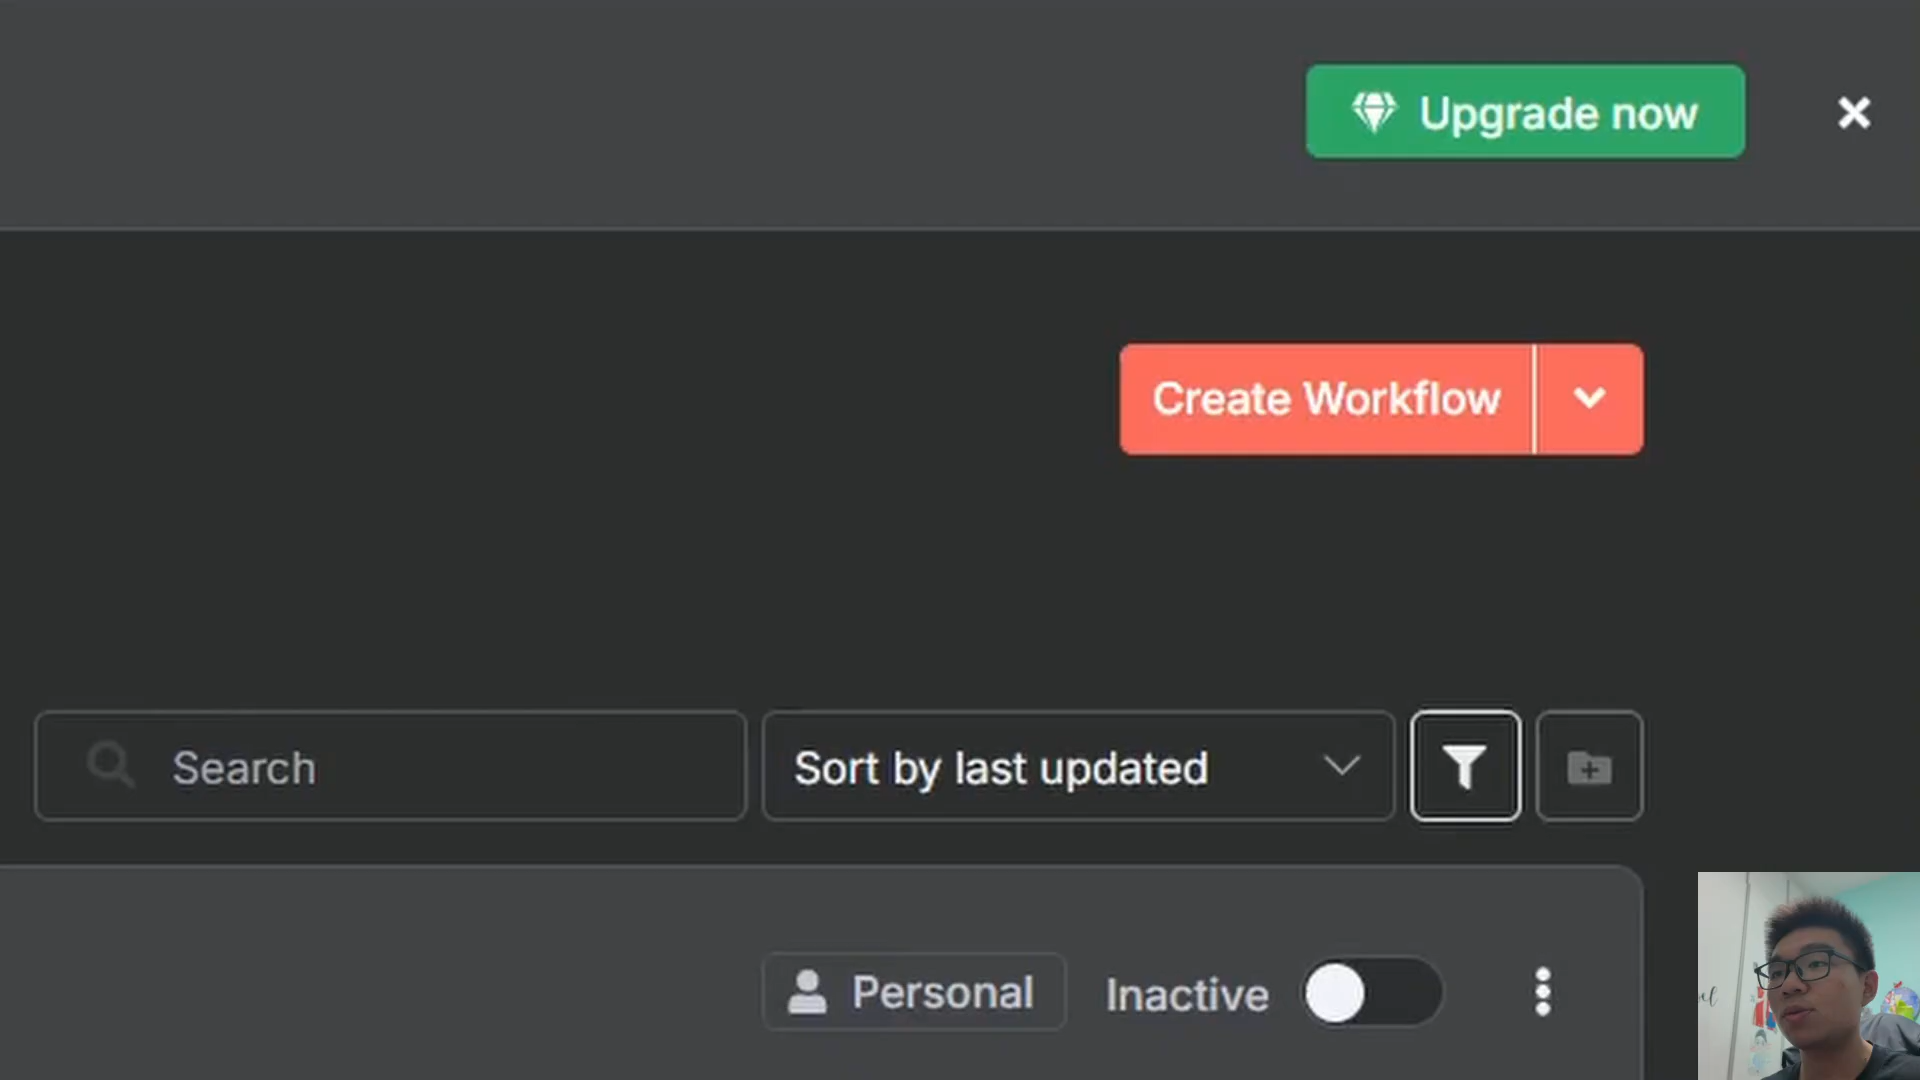 Upgrade now
Create Workflow
Search
Sort by last updated
Personal
Inactive